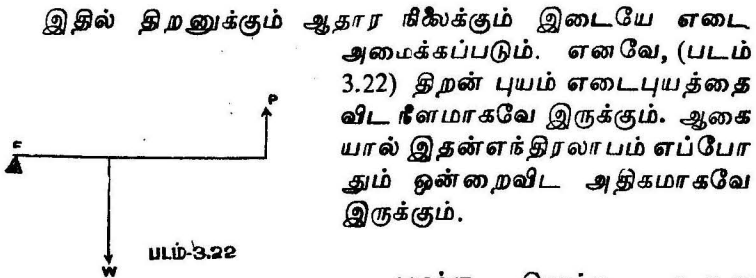 இதில் திறனுக்கும் ஆதார நிலைக்கும் இடையே எடை
அமைக்கப்படும். எனவே, (படம்
3.22) திறன் புயம் எடைபுயத்தை
விட நீளமாகவே இருக்கும். ஆகை
யால் இதன்எந்திரலாபம் எப்போ
தும் ஒன்றைவிட அதிகமாகவே
இருக்கும்.
F
P
W
படம்-3.22